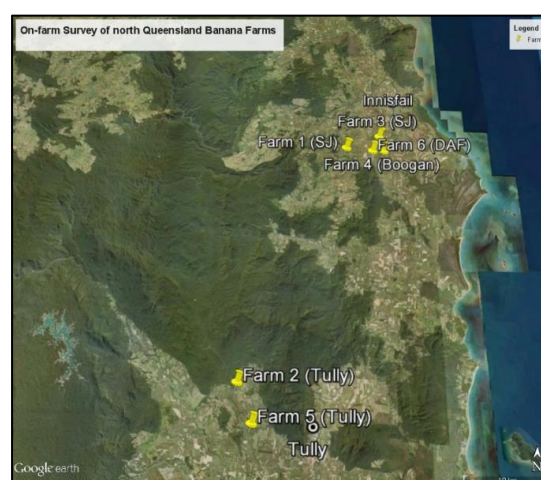 On-farm Survey of north Queensland Banana Farms
Legend
Farm
Innisfail
Farm 3 (SJ)
Farm 1 (SJ)
Farm 6 (DAF)
Farm 4 (Boogan)
Farm 2 (Tully)
Farm 5 (Tully)
Tully
Google earth
N